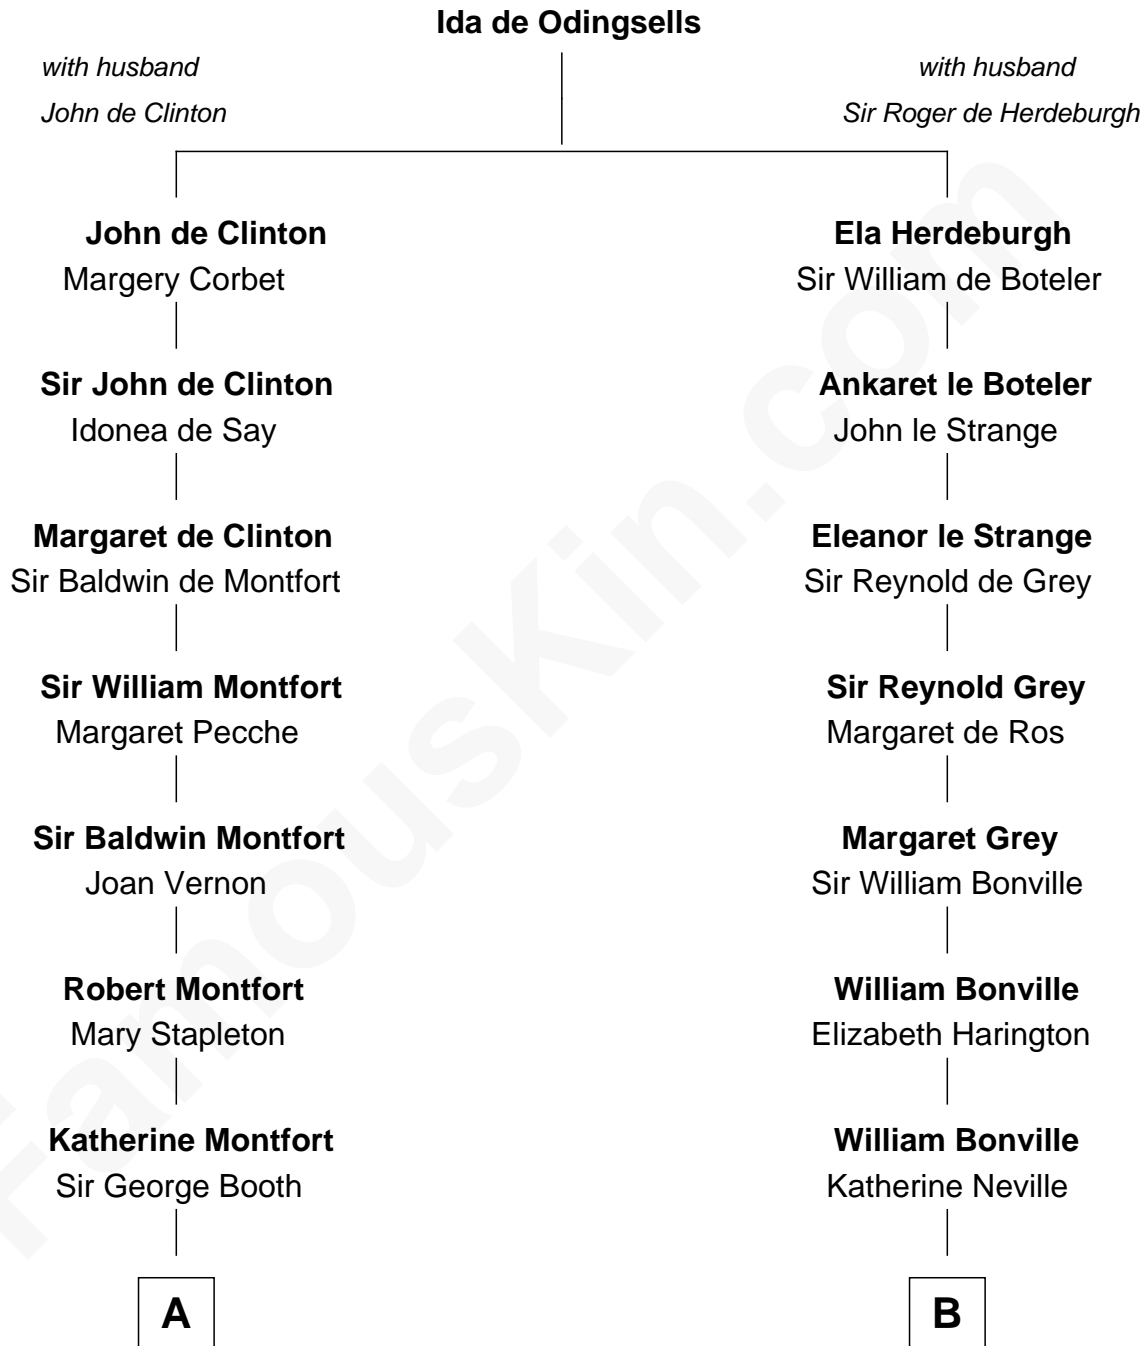 Ida de Odingsells
with husband
John de Clinton
with husband
Sir Roger de Herdeburgh
John de Clinton
Margery Corbet
Ela Herdeburgh
Sir William de Boteler
Sir John de Clinton
Idonea de Say
Ankaret le Boteler
John le Strange
Margaret de Clinton
Sir Baldwin de Montfort
Eleanor le Strange
Sir Reynold de Grey
Sir William Montfort
Margaret Pecche
Sir Reynold Grey
Margaret de Ros
Sir Baldwin Montfort
Joan Vernon
Margaret Grey
Sir William Bonville
Robert Montfort
Mary Stapleton
William Bonville
Elizabeth Harington
Katherine Montfort
Sir George Booth
William Bonville
Katherine Neville
A
B
FamousKin.com